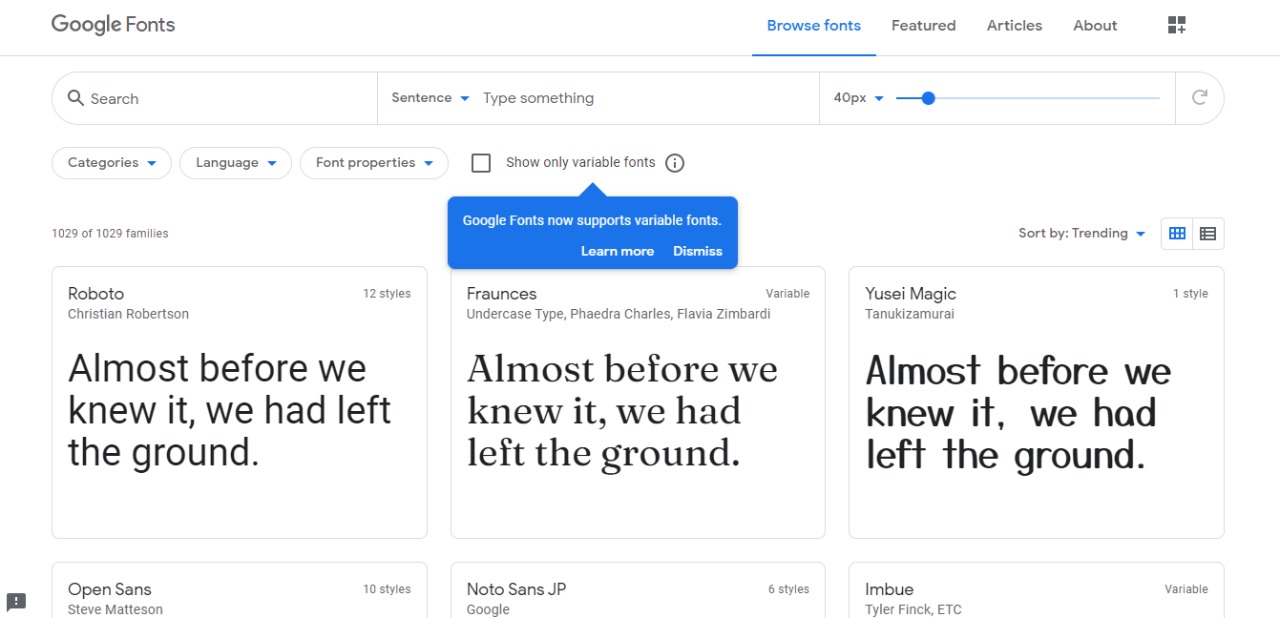 Google Fonts
Browse fonts
Featured
Articles
About
Search
Sentence
Type something
40px
Categories
Language
Font properties
Show only variable fonts
Google Fonts now supports variable fonts.
Learn more
Dismiss
1029 of 1029 families
Sort by: Trending
Roboto
12 styles
Christian Robertson
Almost before we
knew it, we had left
the ground.
Fraunces
Variable
Undercase Type, Phaedra Charles, Flavia Zimbardi
Almost before we
knew it, we had
left the ground.
Yusei Magic
1 style
Tanukizamurai
Almost before we
knew it, we had
left the ground.
Open Sans
10 styles
Steve Matteson
Noto Sans JP
6 styles
Google
Imbue
Variable
Tyler Finck, ETC